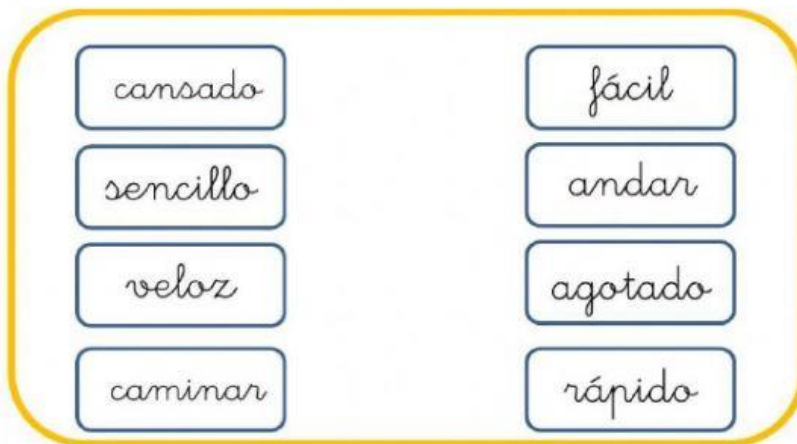 cansado
fácil
sencillo
andar
veloz
agotado
caminar
rápido